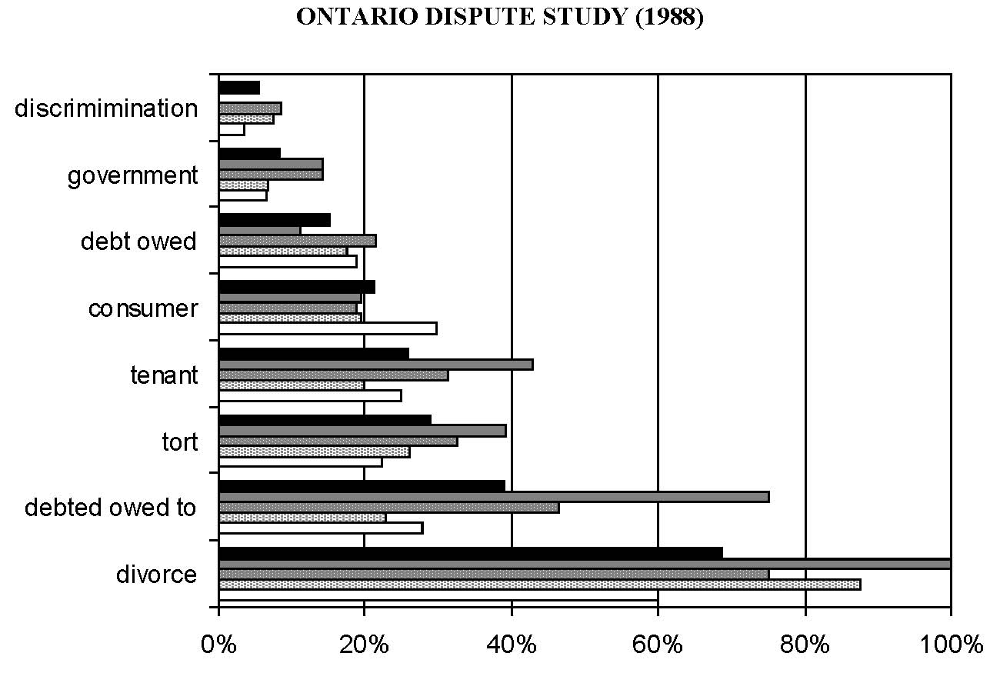 ONTARIO DISPUTE STUDY (1988)
discrimimination
government
debt owed
consumer
tenant
tort
debted owed to
divorce
0% 20% 40% 60% 80% 100%